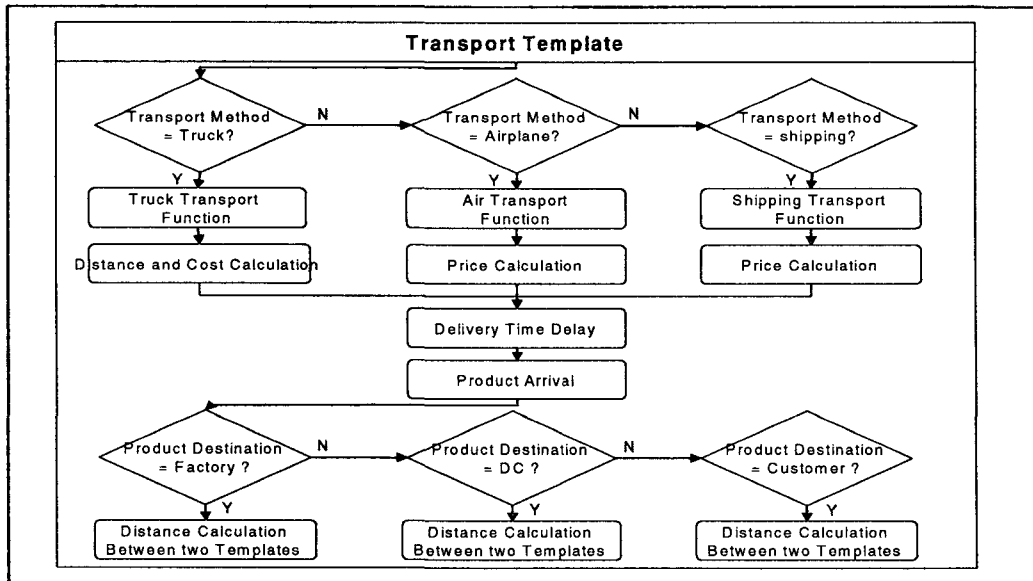 Transport Template
Transport Method
= Truck?
N
Transport Method
= Airplane?
N
Transport Method
= shipping?
Y
Y
Y
Truck Transport
Function
Air Transport
Function
Shipping Transport
Function
Distance and Cost Calculation
Price Calculation
Price Calculation
Delivery Time Delay
Product Arrival
Product Destination
= Factory ?
N
Product Destination
= DC ?
N
Product Destination
= Customer ?
Y
Y
Y
Distance Calculation
Between two Templates
Distance Calculation
Between two Templates
Distance Calculation
Between two Templates